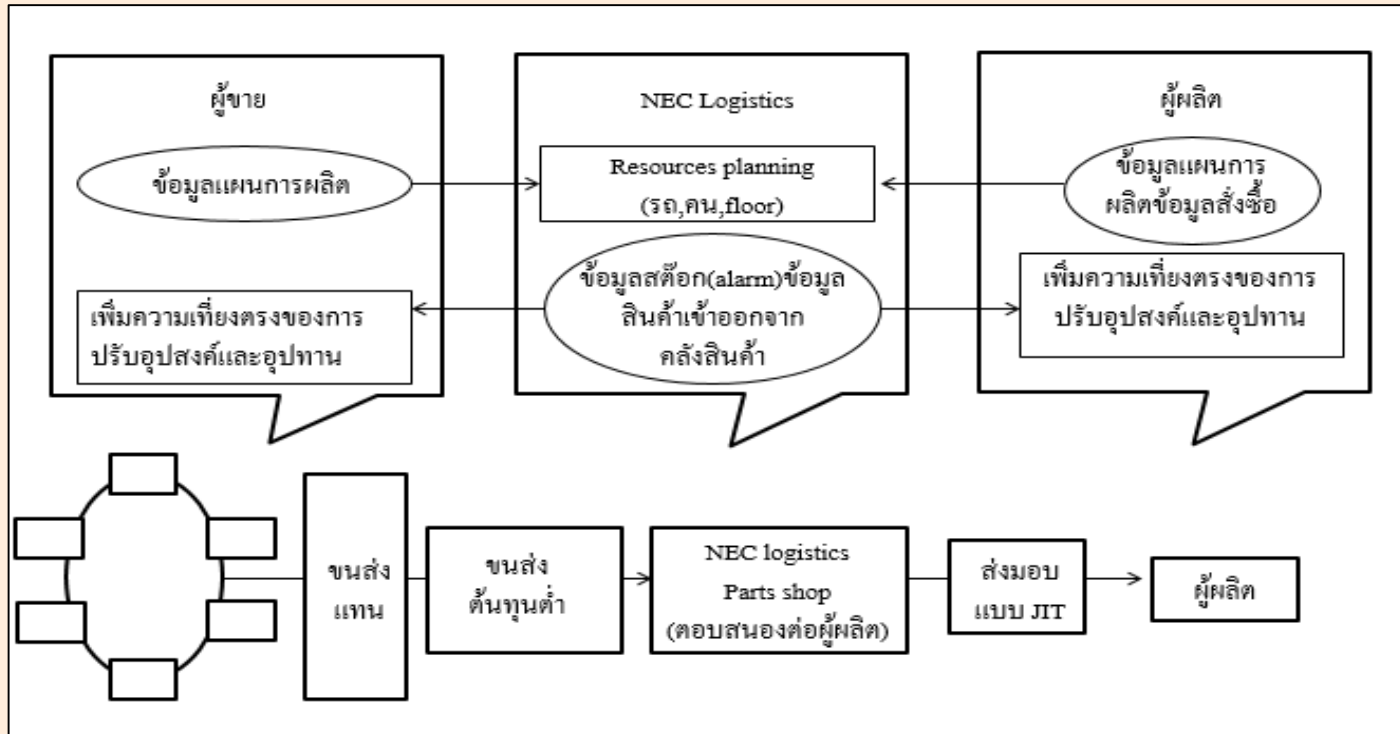 ผู้ขาย
ข้อมูลแผนการผลิต
เพิ่มความเที่ยงตรงของการ
ปรับอุปสงค์และอุปทาน
NEC Logistics
Resources planning
(รถ,คน,floor)
ข้อมูลสต๊อก(alarm)ข้อมูล
สินค้าเข้าออกจาก
คลังสินค้า
ผู้ผลิต
ข้อมูลแผนการ
ผลิตข้อมูลสั่งซื้อ
เพิ่มความเที่ยงตรงของการ
ปรับอุปสงค์และอุปทาน
ขนส่ง
แทน
ขนส่ง
ต้นทุนต่ำ
NEC logistics
Parts shop
(ตอบสนองต่อผู้ผลิต)
ส่งมอบ
แบบ JIT
ผู้ผลิต